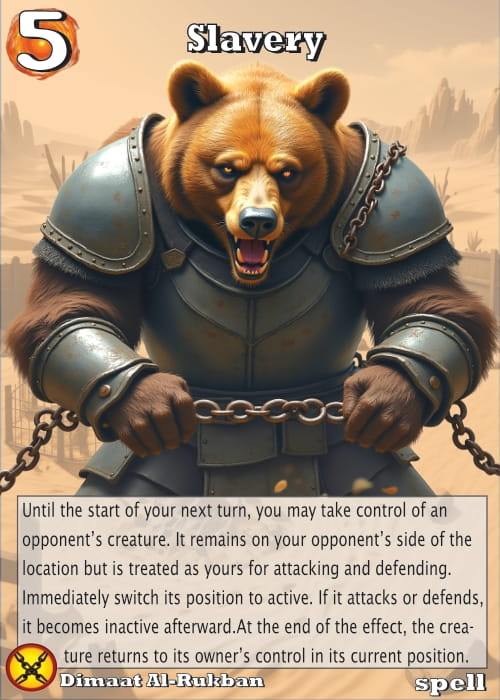 5
Slavery
Until the start of your next turn, you may take control of an
opponent’s creature. It remains on your opponent’s side of the
location but is treated as yours for attacking and defending.
Immediately switch its position to active. If it attacks or defends,
it becomes inactive afterward.At the end of the effect, the crea-
ture returns to its owner’s control in its current position.
Dimaat Al-Rukban
spell